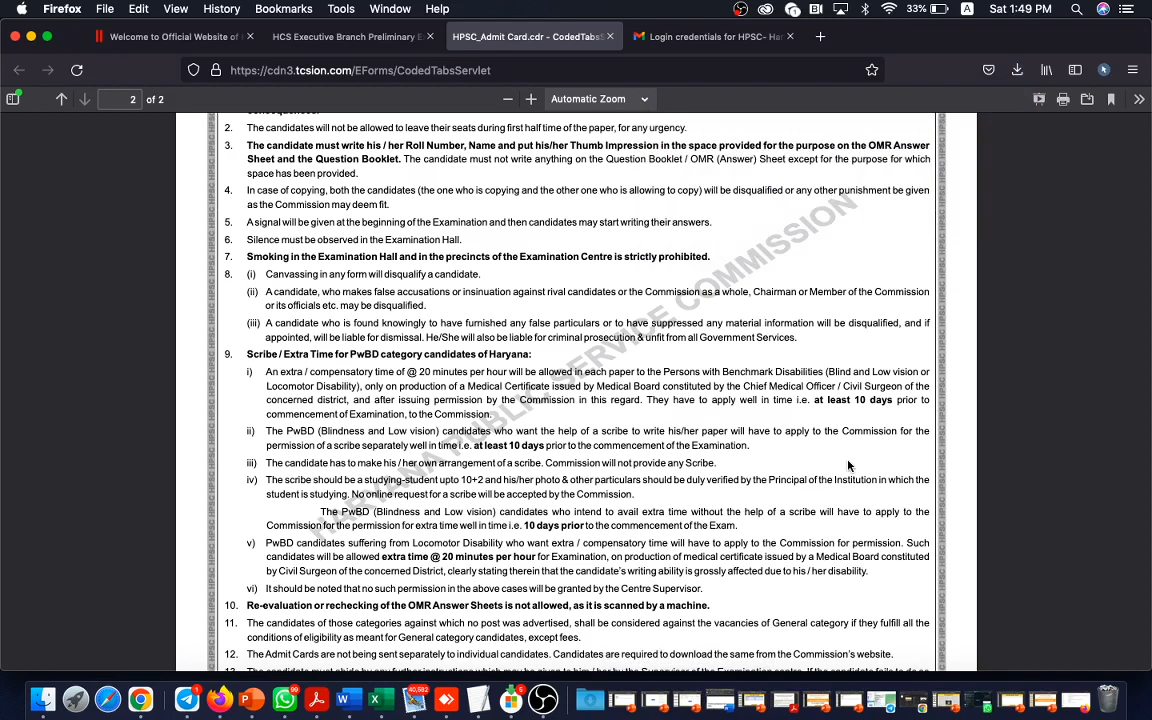 Firefox File Edit View History Bookmarks Tools Window Help 33% A Sat 1:49 PM
Welcome to Official Website of HCS Executive Branch Preliminary E HPSC_Admit Card.cdr - CodedTabsS Login credentials for HPSC- Har
https://cdn3.tcsion.com/EForms/CodedTabsServlet
2 of 2 Automatic Zoom
consequences.
2. The candidates will not be allowed to leave their seats during first half time of the paper, for any urgency.
3. The candidate must write his / her Roll Number, Name and put his/her Thumb Impression in the space provided for the purpose on the OMR Answer
Sheet and the Question Booklet. The candidate must not write anything on the Question Booklet / OMR (Answer) Sheet except for the purpose for which
space has been provided.
4. In case of copying, both the candidates (the one who is copying and the other one who is allowing to copy) will be disqualified or any other punishment be given
as the Commission may deem fit.
5. A signal will be given at the beginning of the Examination and then candidates may start writing their answers.
6. Silence must be observed in the Examination Hall.
7. Smoking in the Examination Hall and in the precincts of the Examination Centre is strictly prohibited.
8. (i) Canvassing in any form will disqualify a candidate.
(ii) A candidate, who makes false accusations or insinuation against rival candidates or the Commission as a whole, Chairman or Member of the Commission
or its officials etc. may be disqualified.
(iii) A candidate who is found knowingly to have furnished any false particulars or to have suppressed any material information will be disqualified, and if
appointed, will be liable for dismissal. He/She will also be liable for criminal prosecution & unfit from all Government Services.
9. Scribe / Extra Time for PwBD category candidates of Haryana:
i) An extra / compensatory time of @ 20 minutes per hour will be allowed in each paper to the Persons with Benchmark Disabilities (Blind and Low vision or
Locomotor Disability), only on production of a Medical Certificate issued by Medical Board constituted by the Chief Medical Officer / Civil Surgeon of the
concerned district, and after issuing permission by the Commission in this regard. They have to apply well in time i.e. at least 10 days prior to
commencement of Examination, to the Commission.
ii) The PwBD (Blindness and Low vision) candidates who want the help of a scribe to write his/her paper will have to apply to the Commission for the
permission of a scribe separately well in time i.e. at least 10 days prior to the commencement of the Examination.
iii) The candidate has to make his / her own arrangement of a scribe. Commission will not provide any Scribe.
iv) The scribe should be a studying-student upto 10+2 and his/her photo & other particulars should be duly verified by the Principal of the Institution in which the
student is studying. No online request for a scribe will be accepted by the Commission.
The PwBD (Blindness and Low vision) candidates who intend to avail extra time without the help of a scribe will have to apply to the
Commission for the permission for extra time well in time i.e. 10 days prior to the commencement of the Exam.
v) PwBD candidates suffering from Locomotor Disability who want extra / compensatory time will have to apply to the Commission for permission. Such
candidates will be allowed extra time @ 20 minutes per hour for Examination, on production of medical certificate issued by a Medical Board constituted
by Civil Surgeon of the concerned District, clearly stating therein that the candidate's writing ability is grossly affected due to his / her disability.
vi) It should be noted that no such permission in the above cases will be granted by the Centre Supervisor.
10. Re-evaluation or rechecking of the OMR Answer Sheets is not allowed, as it is scanned by a machine.
11. The candidates of those categories against which no post was advertised, shall be considered against the vacancies of General category if they fulfill all the
conditions of eligibility as meant for General category candidates, except fees.
12. The Admit Cards are not being sent separately to individual candidates. Candidates are required to download the same from the Commission's website.
HARYANA PUBLIC SERVICE COMMISSION
1 99 40,582 5